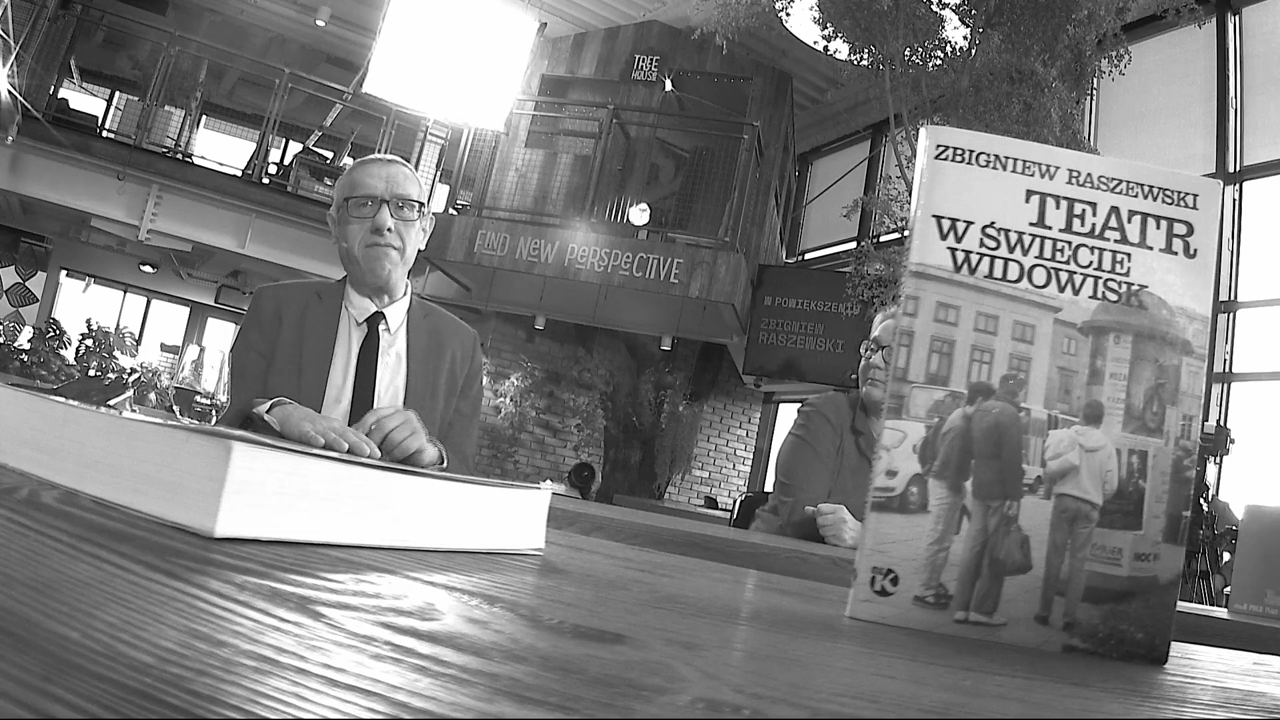 TREE
HOUSE
FIND NEW PERSPECTIVE
W POWIĘKSZENIU
ZBIGNIEW
RASZEWSKI
ZBIGNIEW RASZEWSKI
TEATR
W ŚWIECIE
WIDOWISK
K